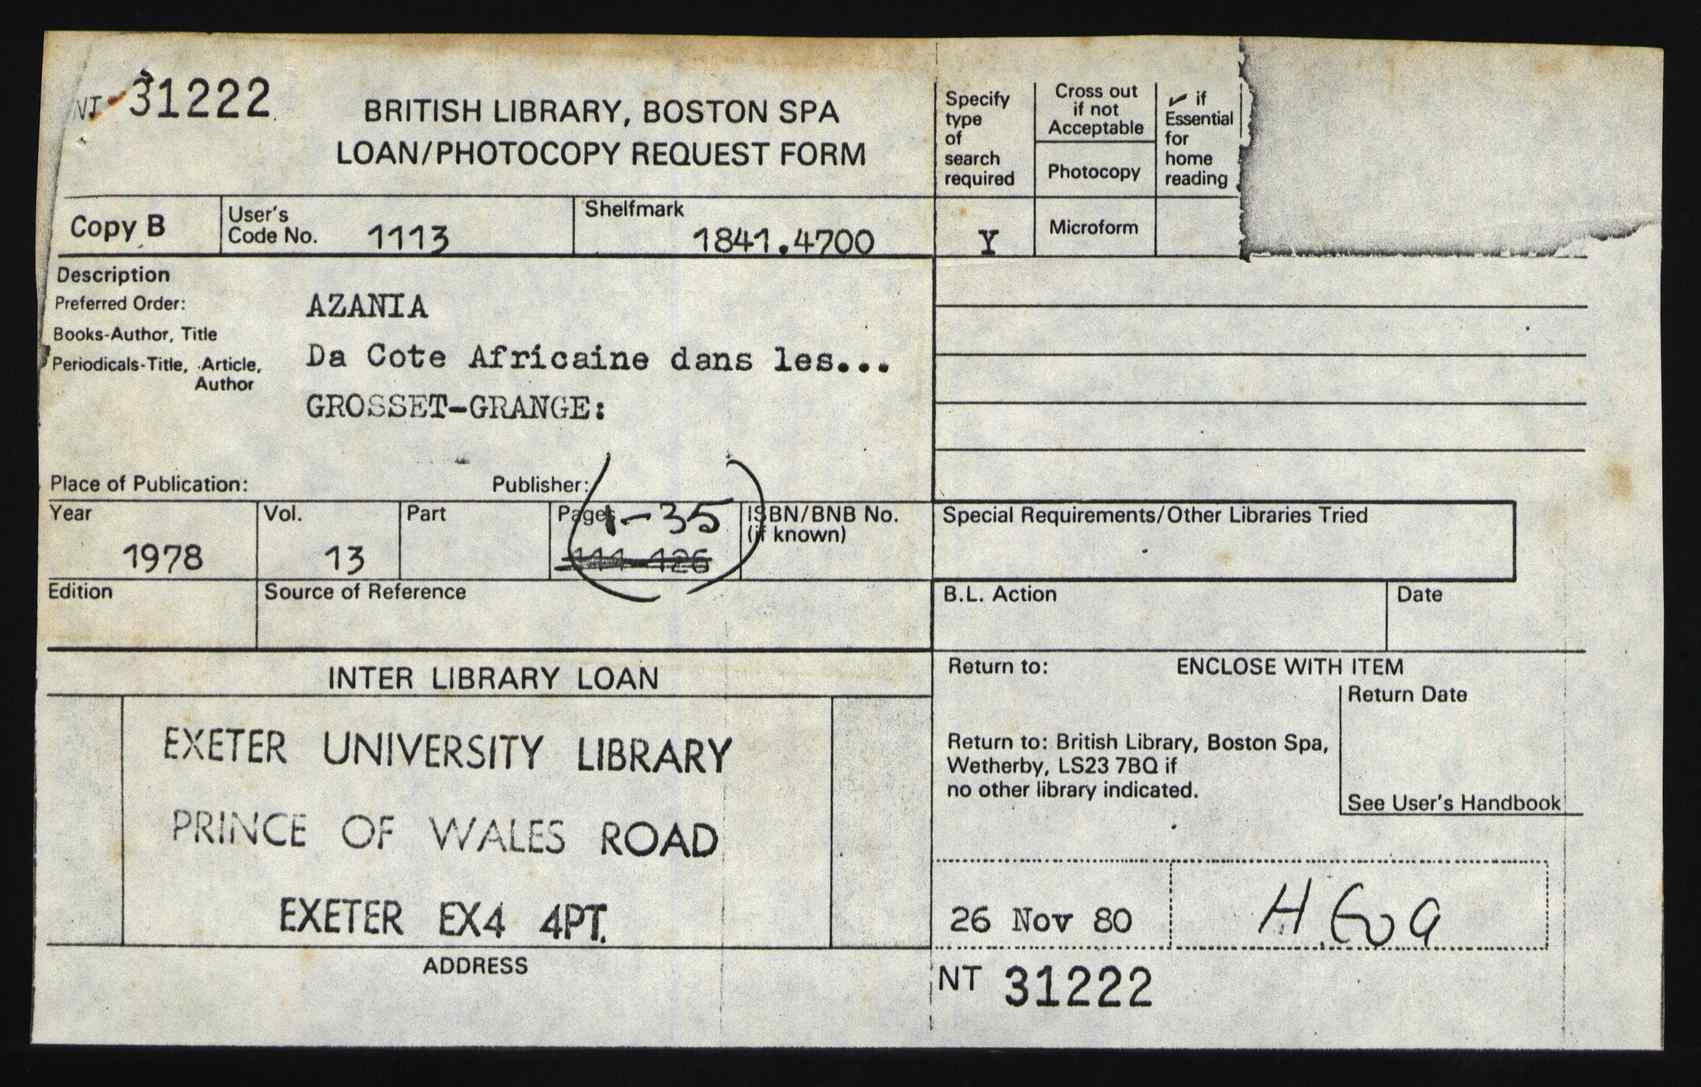 NT 31222
BRITISH LIBRARY, BOSTON SPA
LOAN/PHOTOCOPY REQUEST FORM
Specify
type
of
search
required
Cross out
if not
Acceptable
Photocopy
✓ if
Essential
for
home
reading
Copy B
User's
Code No. 1113
Shelfmark
1841.4700
Y
Microform
Description
Preferred Order:
Books-Author, Title
Periodicals-Title, Article,
Author
AZANIA
Da Cote Africaine dans les...
GROSSET-GRANGE:
Place of Publication:
Publisher:
Year
1978
Vol.
13
Part
Pages
1-35
111-126
ISBN/BNB No.
(if known)
Special Requirements/Other Libraries Tried
Edition
Source of Reference
B.L. Action
Date
INTER LIBRARY LOAN
EXETER UNIVERSITY LIBRARY
PRINCE OF WALES ROAD
EXETER EX4 4PT.
ADDRESS
Return to:
ENCLOSE WITH ITEM
Return Date
Return to: British Library, Boston Spa,
Wetherby, LS23 7BQ if
no other library indicated.
See User's Handbook
26 Nov 80
NT 31222